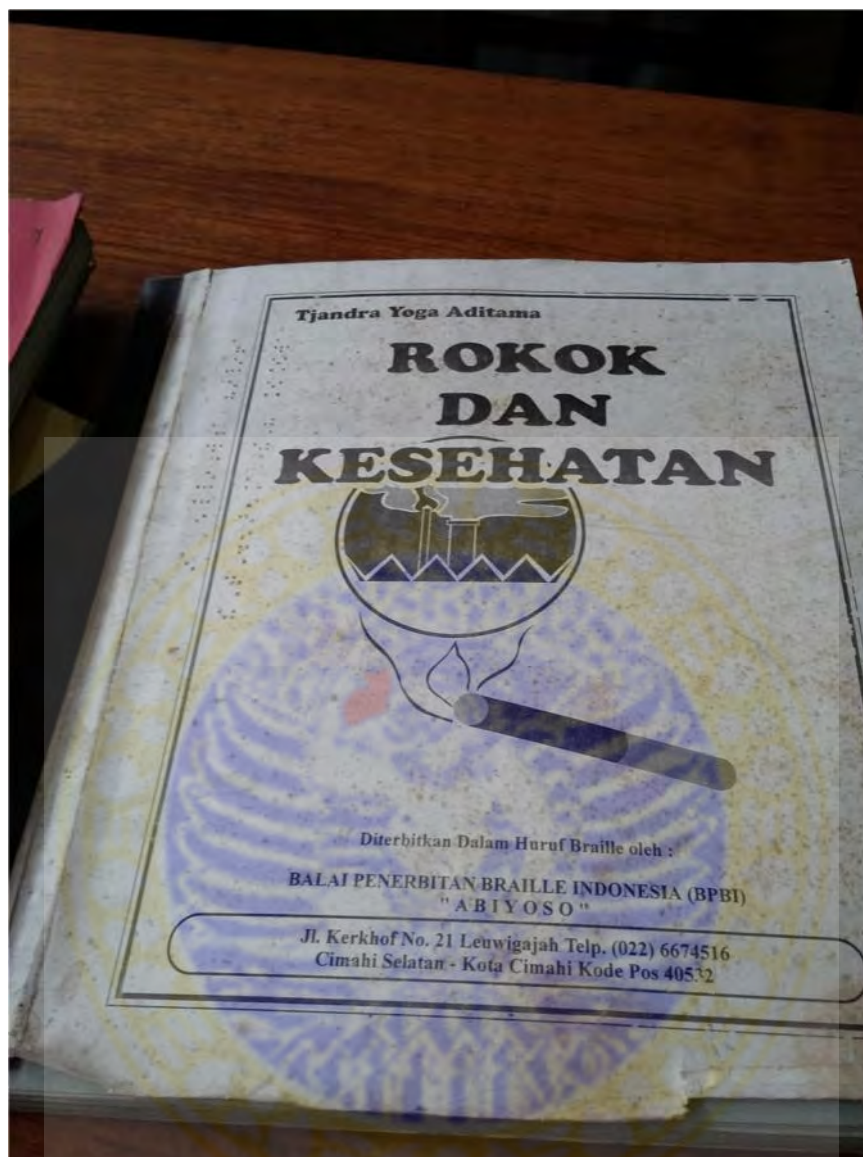 Tjandra Yoga Aditama
ROKOK
DAN
KESEHATAN
Diterbitkan Dalam Huruf Braille oleh :
BALAI PENERBITAN BRAILLE INDONESIA (BPBI)
"ABIYOSO"
Jl. Kerkhof No. 21 Leuwigajah Telp. (022) 6674516
Cimahi Selatan - Kota Cimahi Kode Pos 40532